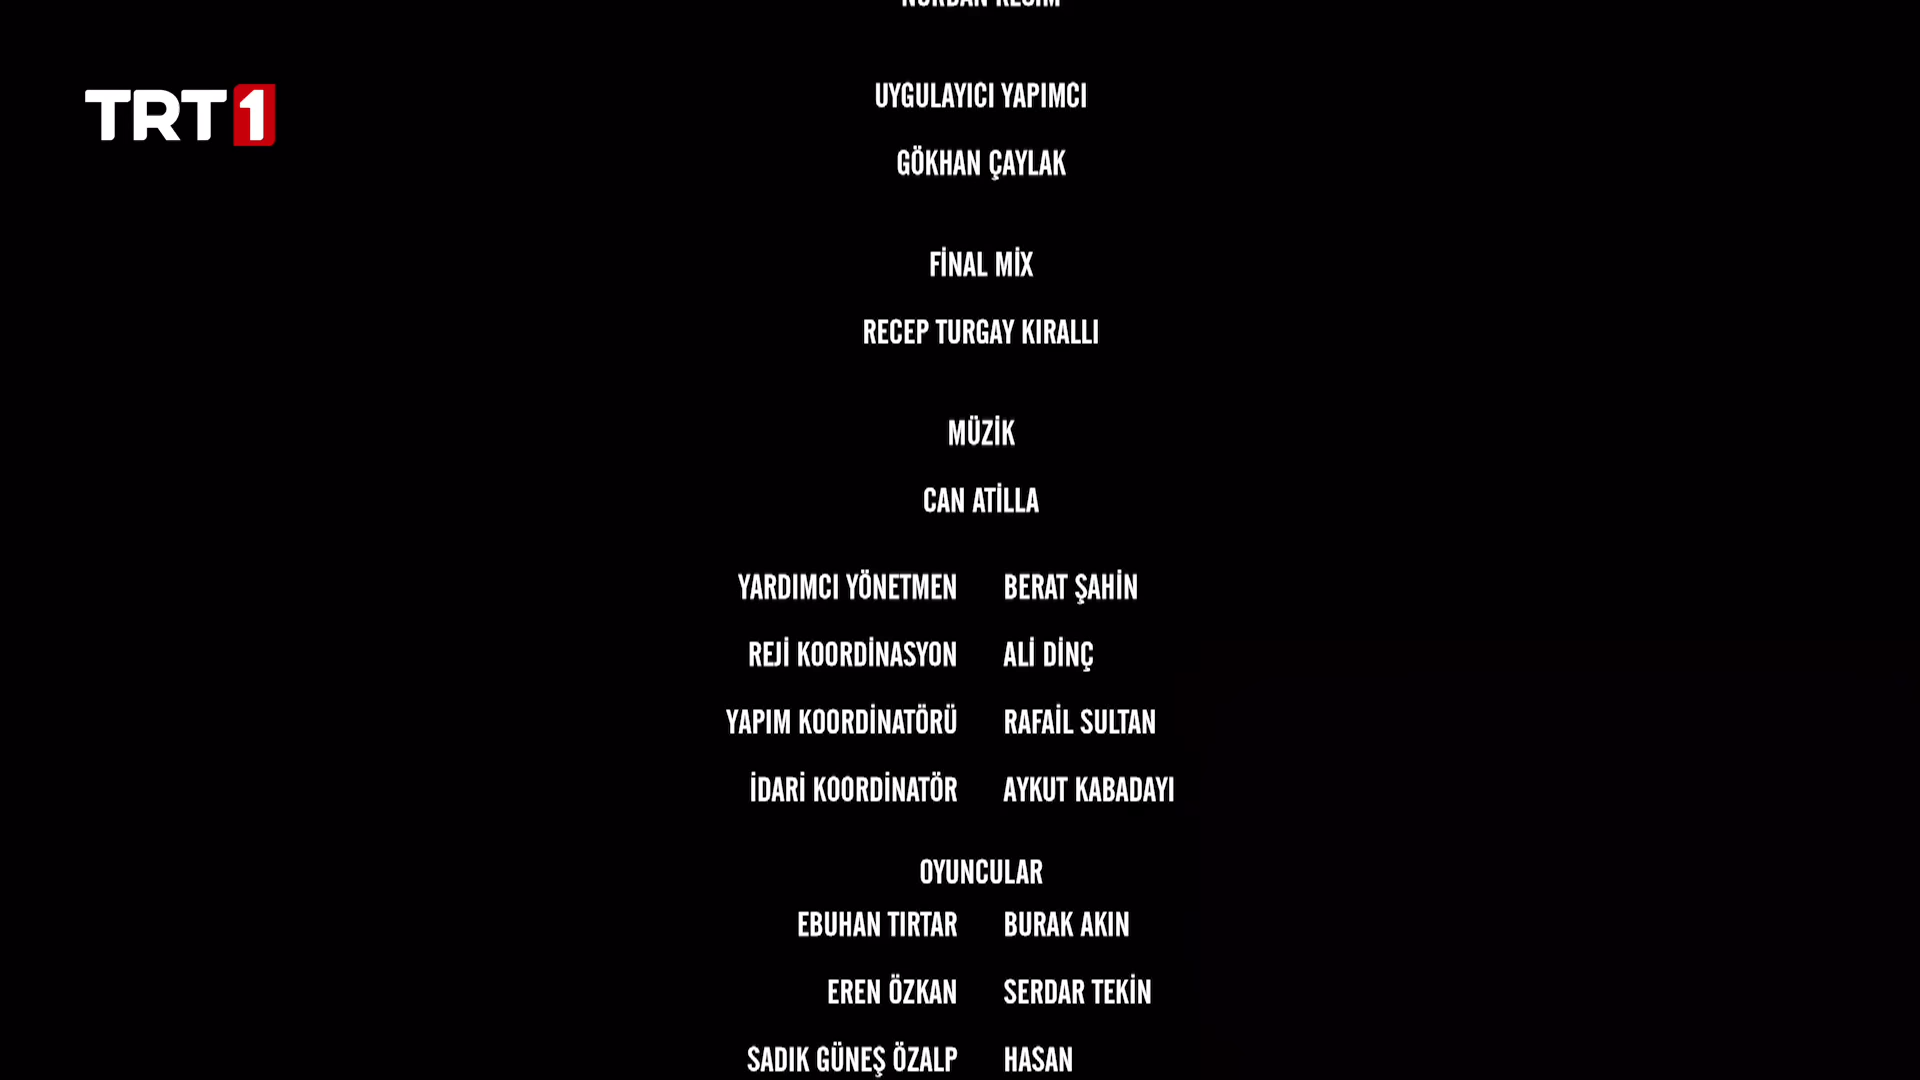 TRT 1
UYGULAYICI YAPIMCI
GÖKHAN ÇAYLAK
FİNAL MİX
RECEP TURGAY KIRALLI
MÜZİK
CAN ATİLLA
YARDIMCI YÖNETMEN BERAT ŞAHİN
REJİ KOORDİNASYON ALİ DİNÇ
YAPIM KOORDİNATÖRÜ RAFAİL SULTAN
İDARİ KOORDİNATÖR AYKUT KABADAYI
OYUNCULAR
EBUHAN TIRTAR BURAK AKIN
EREN ÖZKAN SERDAR TEKİN
SADIK GÜNEŞ ÖZALP HASAN